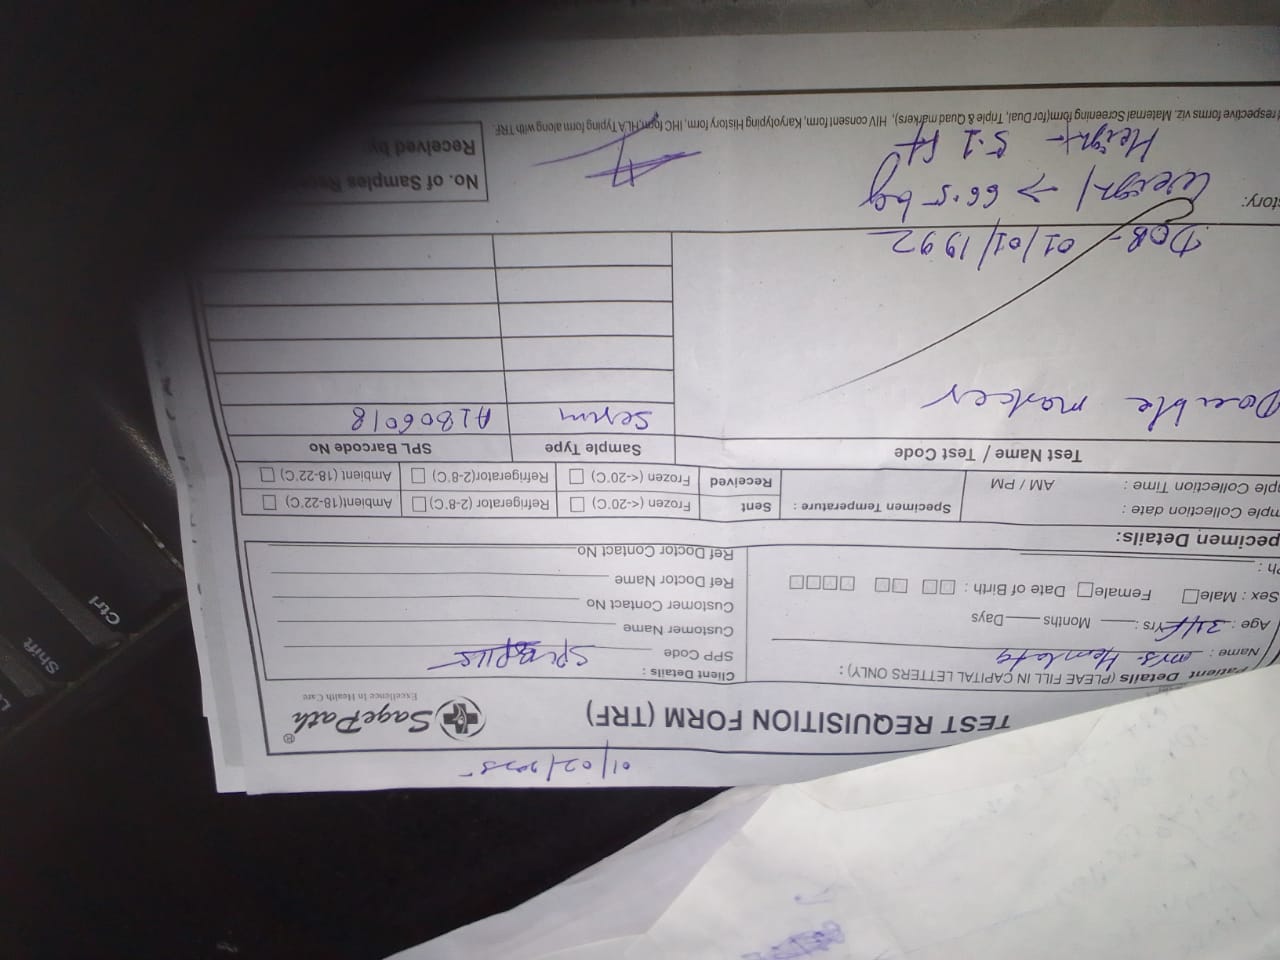 01/02/2025
TEST REQUISITION FORM (TRF)
SagePath®
Excellence In Health Care
Patient Details (PLEAE FILL IN CAPITAL LETTERS ONLY) :
Name : Mrs. Hemlata
Age : 34/F Yrs : Months Days
Sex : Male Female Date of Birth :
Ph :
Client Details :
SPP Code
Customer Name
Customer Contact No
Ref Doctor Name
Ref Doctor Contact No
Specimen Details:
Sample Collection date :
Sample Collection Time : AM / PM
Specimen Temperature :
Sent Frozen (<-20°C) Refrigerator (2-8°C) Ambient(18-22°C)
Received Frozen (<-20°C) Refrigerator(2-8°C) Ambient (18-22°C)
Test Name / Test Code Sample Type SPL Barcode No
Double marker Serum A1806018
DOB - 01/01/1992
story: Weight → 66.5 kg
Height - 5.1 ft
No. of Samples Re
Received by
respective forms viz. Maternal Screening form(for Dual, Triple & Quad markers), HIV consent form, Karyotyping History form, IHC form,HLA Typing form along with TRF
Ctrl
Shift